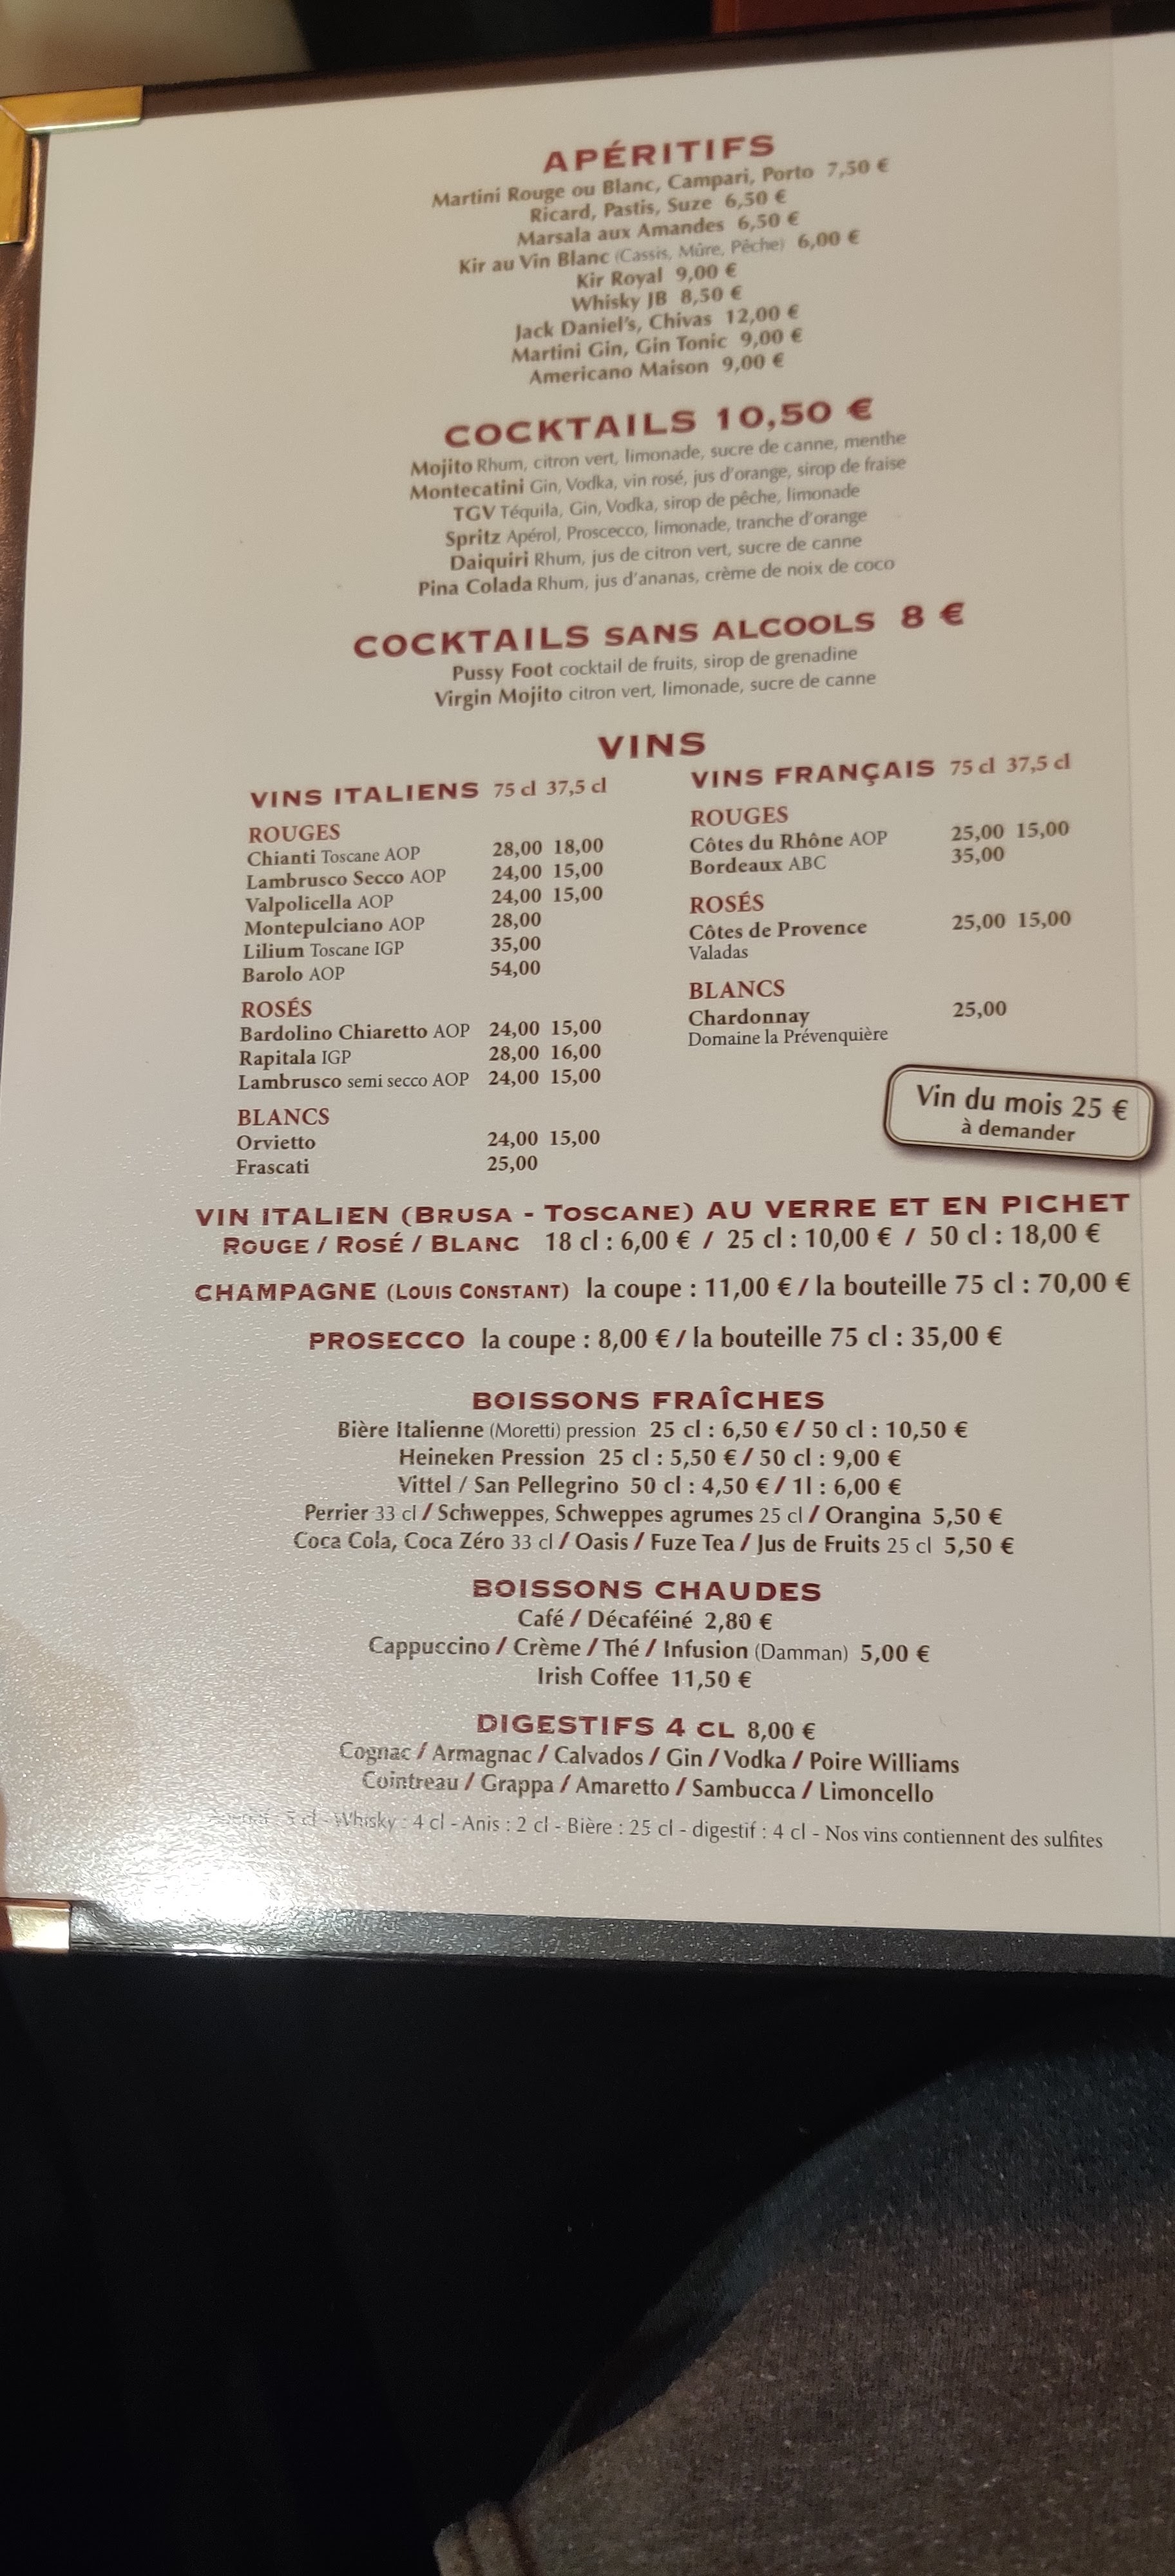 APÉRITIFS
Martini Rouge ou Blanc, Campari, Porto 7,50 €
Ricard, Pastis, Suze 6,50 €
Marsala aux Amandes 6,50 €
Kir au Vin Blanc (Cassis, Mûre, Pêche) 6,00 €
Kir Royal 9,00 €
Whisky JB 8,50 €
Jack Daniel's, Chivas 12,00 €
Martini Gin, Gin Tonic 9,00 €
Americano Maison 9,00 €
COCKTAILS 10,50 €
Mojito Rhum, citron vert, limonade, sucre de canne, menthe
Montecatini Gin, Vodka, vin rosé, jus d'orange, sirop de fraise
TGV Téquila, Gin, Vodka, sirop de pêche, limonade
Spritz Apérol, Proscecco, limonade, tranche d'orange
Daiquiri Rhum, jus de citron vert, sucre de canne
Pina Colada Rhum, jus d'ananas, crème de noix de coco
COCKTAILS SANS ALCOOLS 8 €
Pussy Foot cocktail de fruits, sirop de grenadine
Virgin Mojito citron vert, limonade, sucre de canne
VINS
VINS ITALIENS 75 cl 37,5 cl
ROUGES
Chianti Toscane AOP 28,00 18,00
Lambrusco Secco AOP 24,00 15,00
Valpolicella AOP 24,00 15,00
Montepulciano AOP 28,00
Lilium Toscane IGP 35,00
Barolo AOP 54,00
ROSÉS
Bardolino Chiaretto AOP 24,00 15,00
Rapitala IGP 28,00 16,00
Lambrusco semi secco AOP 24,00 15,00
BLANCS
Orvietto 24,00 15,00
Frascati 25,00
VINS FRANÇAIS 75 cl 37,5 cl
ROUGES
Côtes du Rhône AOP 25,00 15,00
Bordeaux ABC 35,00
ROSÉS
Côtes de Provence 25,00 15,00
Valadas
BLANCS
Chardonnay 25,00
Domaine la Prévenquière
Vin du mois 25 €
à demander
VIN ITALIEN (BRUSA - TOSCANE) AU VERRE ET EN PICHET
ROUGE / ROSÉ / BLANC 18 cl : 6,00 € / 25 cl : 10,00 € / 50 cl : 18,00 €
CHAMPAGNE (LOUIS CONSTANT) la coupe : 11,00 € / la bouteille 75 cl : 70,00 €
PROSECCO la coupe : 8,00 € / la bouteille 75 cl : 35,00 €
BOISSONS FRAÎCHES
Bière Italienne (Moretti) pression 25 cl : 6,50 € / 50 cl : 10,50 €
Heineken Pression 25 cl : 5,50 € / 50 cl : 9,00 €
Vittel / San Pellegrino 50 cl : 4,50 € / 1l : 6,00 €
Perrier 33 cl / Schweppes, Schweppes agrumes 25 cl / Orangina 5,50 €
Coca Cola, Coca Zéro 33 cl / Oasis / Fuze Tea / Jus de Fruits 25 cl 5,50 €
BOISSONS CHAUDES
Café / Décaféiné 2,80 €
Cappuccino / Crème / Thé / Infusion (Damman) 5,00 €
Irish Coffee 11,50 €
DIGESTIFS 4 CL 8,00 €
Cognac / Armagnac / Calvados / Gin / Vodka / Poire Williams
Cointreau / Grappa / Amaretto / Sambucca / Limoncello
cl - Whisky : 4 cl - Anis : 2 cl - Bière : 25 cl - digestif : 4 cl - Nos vins contiennent des sulfites